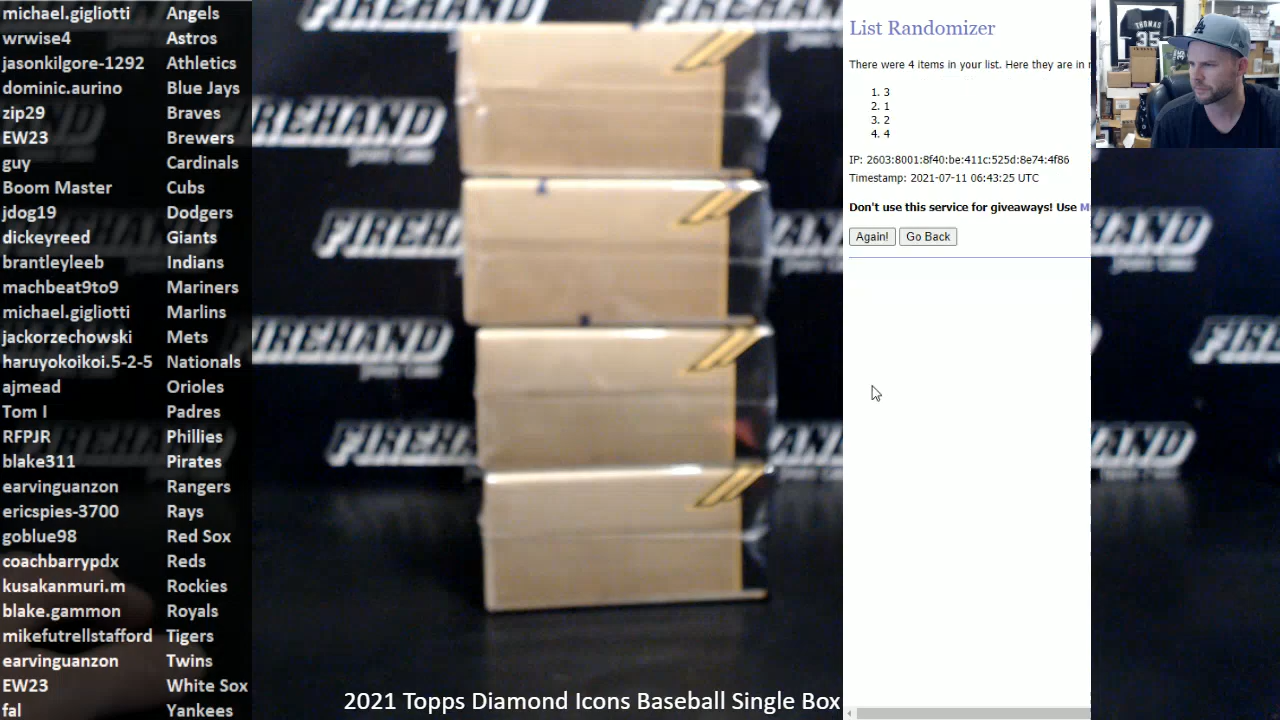 michael.gigliotti Angels
wrwise4 Astros
jasonkilgore-1292 Athletics
dominic.aurino Blue Jays
zip29 Braves
EW23 Brewers
guy Cardinals
Boom Master Cubs
jdog19 Dodgers
dickeyreed Giants
brantleyleeb Indians
machbeat9to9 Mariners
michael.gigliotti Marlins
jackorzechowski Mets
haruyokoikoi.5-2-5 Nationals
ajmead Orioles
Tom I Padres
RFPJR Phillies
blake311 Pirates
earvinguanzon Rangers
ericspies-3700 Rays
goblue98 Red Sox
coachbarrypdx Reds
kusakanmuri.m Rockies
blake.gammon Royals
mikefutrellstafford Tigers
earvinguanzon Twins
EW23 White Sox
fal Yankees
FIREHAND
FIREHAND
FIREHAND
FIREHAND
2021 Topps Diamond Icons Baseball Single Box
List Randomizer
There were 4 items in your list. Here they are in
1. 3
2. 1
3. 2
4. 4
IP: 2603:8001:8f40:be:411c:525d:8e74:4f86
Timestamp: 2021-07-11 06:43:25 UTC
Don't use this service for giveaways! Use
Again! Go Back
THOMAS
35